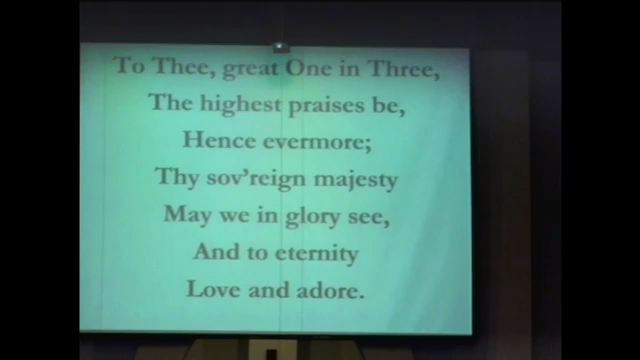 To Thee, great One in Three,
The highest praises be,
Hence evermore;
Thy sov'reign majesty
May we in glory see,
And to eternity
Love and adore.